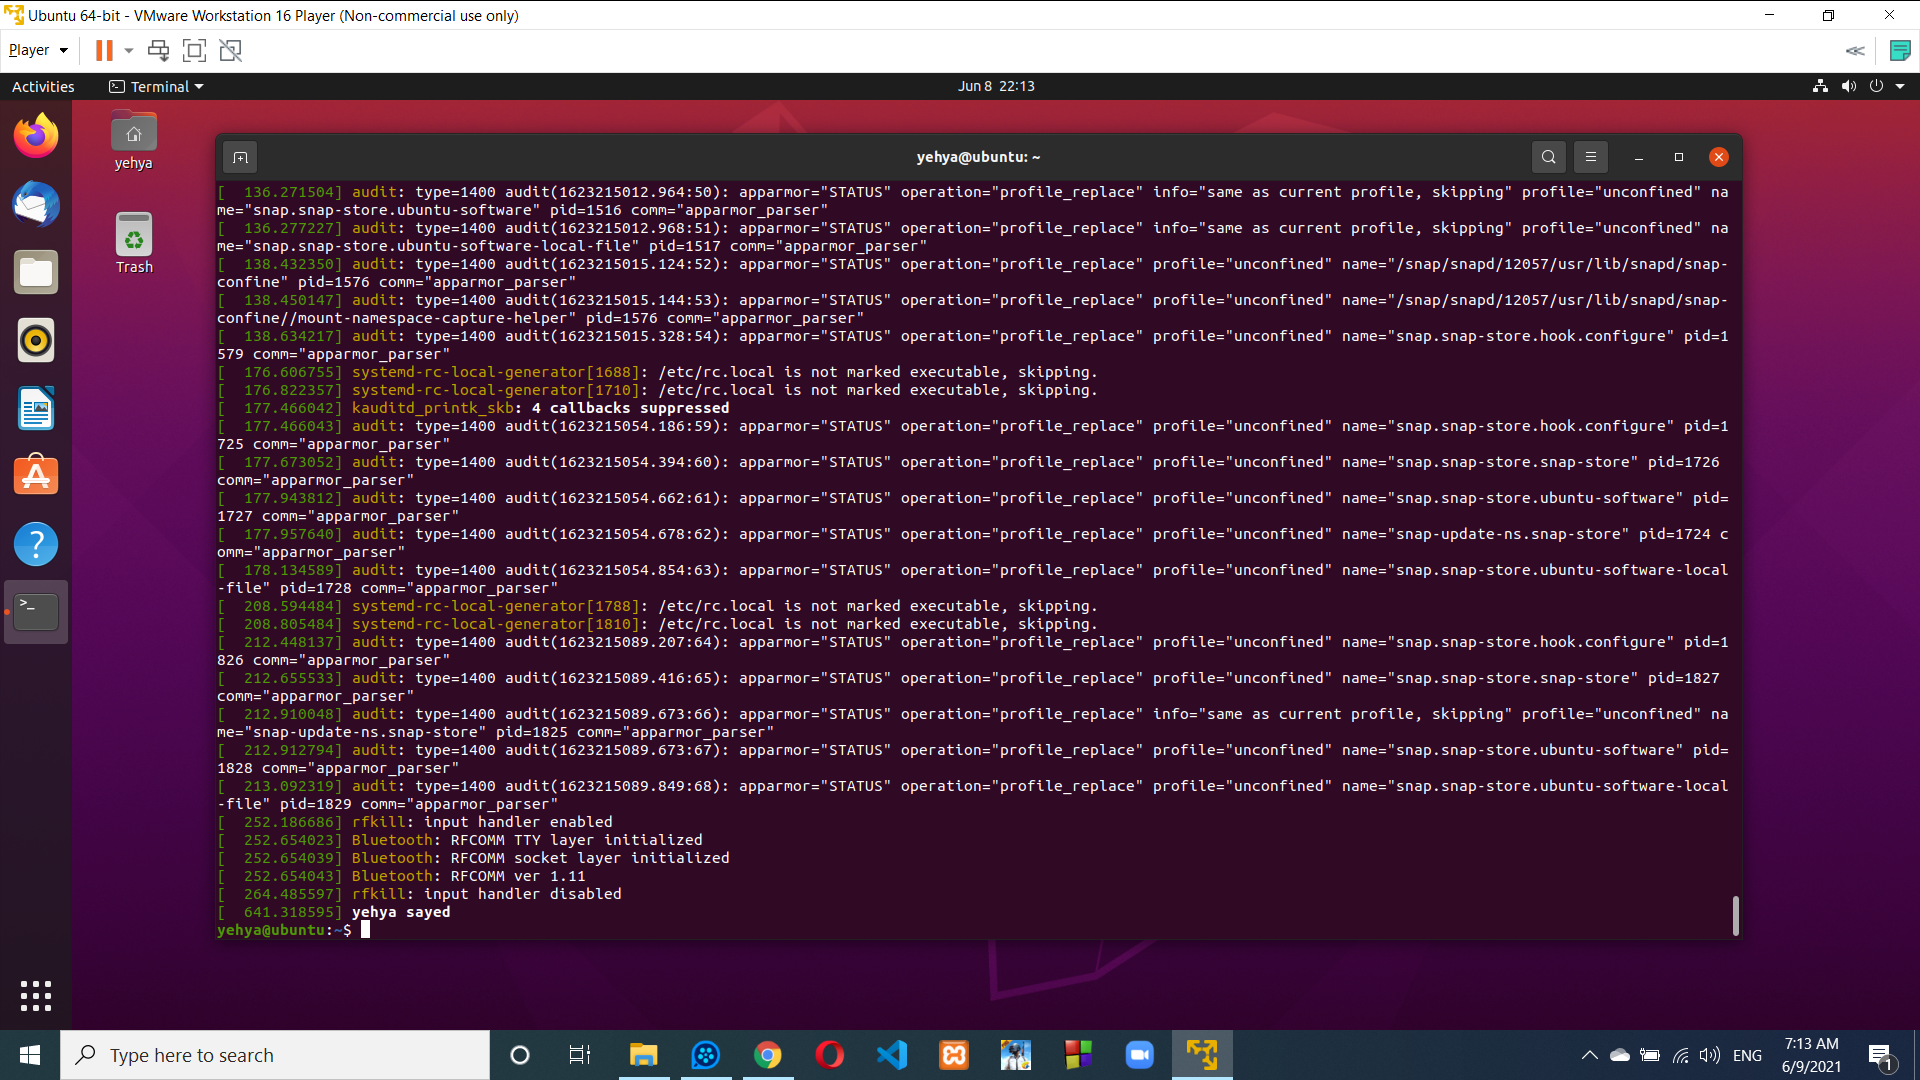 Ubuntu 64-bit - VMware Workstation 16 Player (Non-commercial use only)
Player
Activities
Terminal
Jun 8 22:13
yehya
Trash
yehya@ubuntu: ~
[  136.271504] audit: type=1400 audit(1623215012.964:50): apparmor="STATUS" operation="profile_replace" info="same as current profile, skipping" profile="unconfined" na
me="snap.snap-store.ubuntu-software" pid=1516 comm="apparmor_parser"
[  136.277227] audit: type=1400 audit(1623215012.968:51): apparmor="STATUS" operation="profile_replace" info="same as current profile, skipping" profile="unconfined" na
me="snap.snap-store.ubuntu-software-local-file" pid=1517 comm="apparmor_parser"
[  138.432350] audit: type=1400 audit(1623215015.124:52): apparmor="STATUS" operation="profile_replace" profile="unconfined" name="/snap/snapd/12057/usr/lib/snapd/snap-
confine" pid=1576 comm="apparmor_parser"
[  138.450147] audit: type=1400 audit(1623215015.144:53): apparmor="STATUS" operation="profile_replace" profile="unconfined" name="/snap/snapd/12057/usr/lib/snapd/snap-
confine//mount-namespace-capture-helper" pid=1576 comm="apparmor_parser"
[  138.634217] audit: type=1400 audit(1623215015.328:54): apparmor="STATUS" operation="profile_replace" profile="unconfined" name="snap.snap-store.hook.configure" pid=1
579 comm="apparmor_parser"
[  176.606755] systemd-rc-local-generator[1688]: /etc/rc.local is not marked executable, skipping.
[  176.822357] systemd-rc-local-generator[1710]: /etc/rc.local is not marked executable, skipping.
[  177.466042] kauditd_printk_skb: 4 callbacks suppressed
[  177.466043] audit: type=1400 audit(1623215054.186:59): apparmor="STATUS" operation="profile_replace" profile="unconfined" name="snap.snap-store.hook.configure" pid=1
725 comm="apparmor_parser"
[  177.673052] audit: type=1400 audit(1623215054.394:60): apparmor="STATUS" operation="profile_replace" profile="unconfined" name="snap.snap-store.snap-store" pid=1726
comm="apparmor_parser"
[  177.943812] audit: type=1400 audit(1623215054.662:61): apparmor="STATUS" operation="profile_replace" profile="unconfined" name="snap.snap-store.ubuntu-software" pid=
1727 comm="apparmor_parser"
[  177.957640] audit: type=1400 audit(1623215054.678:62): apparmor="STATUS" operation="profile_replace" profile="unconfined" name="snap-update-ns.snap-store" pid=1724 c
omm="apparmor_parser"
[  178.134589] audit: type=1400 audit(1623215054.854:63): apparmor="STATUS" operation="profile_replace" profile="unconfined" name="snap.snap-store.ubuntu-software-local
-file" pid=1728 comm="apparmor_parser"
[  208.594484] systemd-rc-local-generator[1788]: /etc/rc.local is not marked executable, skipping.
[  208.805484] systemd-rc-local-generator[1810]: /etc/rc.local is not marked executable, skipping.
[  212.448137] audit: type=1400 audit(1623215089.207:64): apparmor="STATUS" operation="profile_replace" profile="unconfined" name="snap.snap-store.hook.configure" pid=1
826 comm="apparmor_parser"
[  212.655533] audit: type=1400 audit(1623215089.416:65): apparmor="STATUS" operation="profile_replace" profile="unconfined" name="snap.snap-store.snap-store" pid=1827
comm="apparmor_parser"
[  212.910048] audit: type=1400 audit(1623215089.673:66): apparmor="STATUS" operation="profile_replace" info="same as current profile, skipping" profile="unconfined" na
me="snap-update-ns.snap-store" pid=1825 comm="apparmor_parser"
[  212.912794] audit: type=1400 audit(1623215089.673:67): apparmor="STATUS" operation="profile_replace" profile="unconfined" name="snap.snap-store.ubuntu-software" pid=
1828 comm="apparmor_parser"
[  213.092319] audit: type=1400 audit(1623215089.849:68): apparmor="STATUS" operation="profile_replace" profile="unconfined" name="snap.snap-store.ubuntu-software-local
-file" pid=1829 comm="apparmor_parser"
[  252.186686] rfkill: input handler enabled
[  252.654023] Bluetooth: RFCOMM TTY layer initialized
[  252.654039] Bluetooth: RFCOMM socket layer initialized
[  252.654043] Bluetooth: RFCOMM ver 1.11
[  264.485597] rfkill: input handler disabled
[  641.318595] yehya sayed
yehya@ubuntu:~$
Type here to search
ENG
7:13 AM
6/9/2021
1